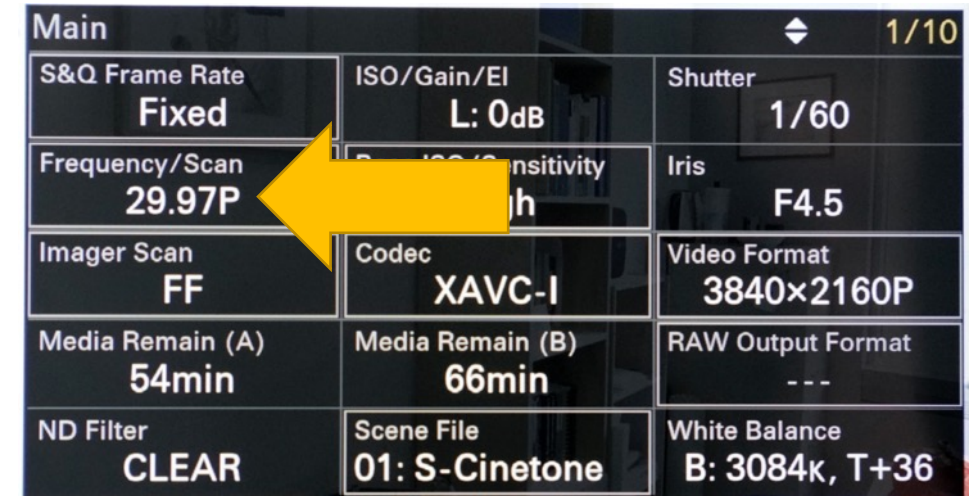 Main 1/10
S&Q Frame Rate
Fixed
ISO/Gain/EI
L: 0dB
Shutter
1/60
Frequency/Scan
29.97P
nsitivity
Iris
F4.5
Imager Scan
FF
Codec
XAVC-I
Video Format
3840×2160P
Media Remain (A)
54min
Media Remain (B)
66min
RAW Output Format
---
ND Filter
CLEAR
Scene File
01: S-Cinetone
White Balance
B: 3084K, T+36